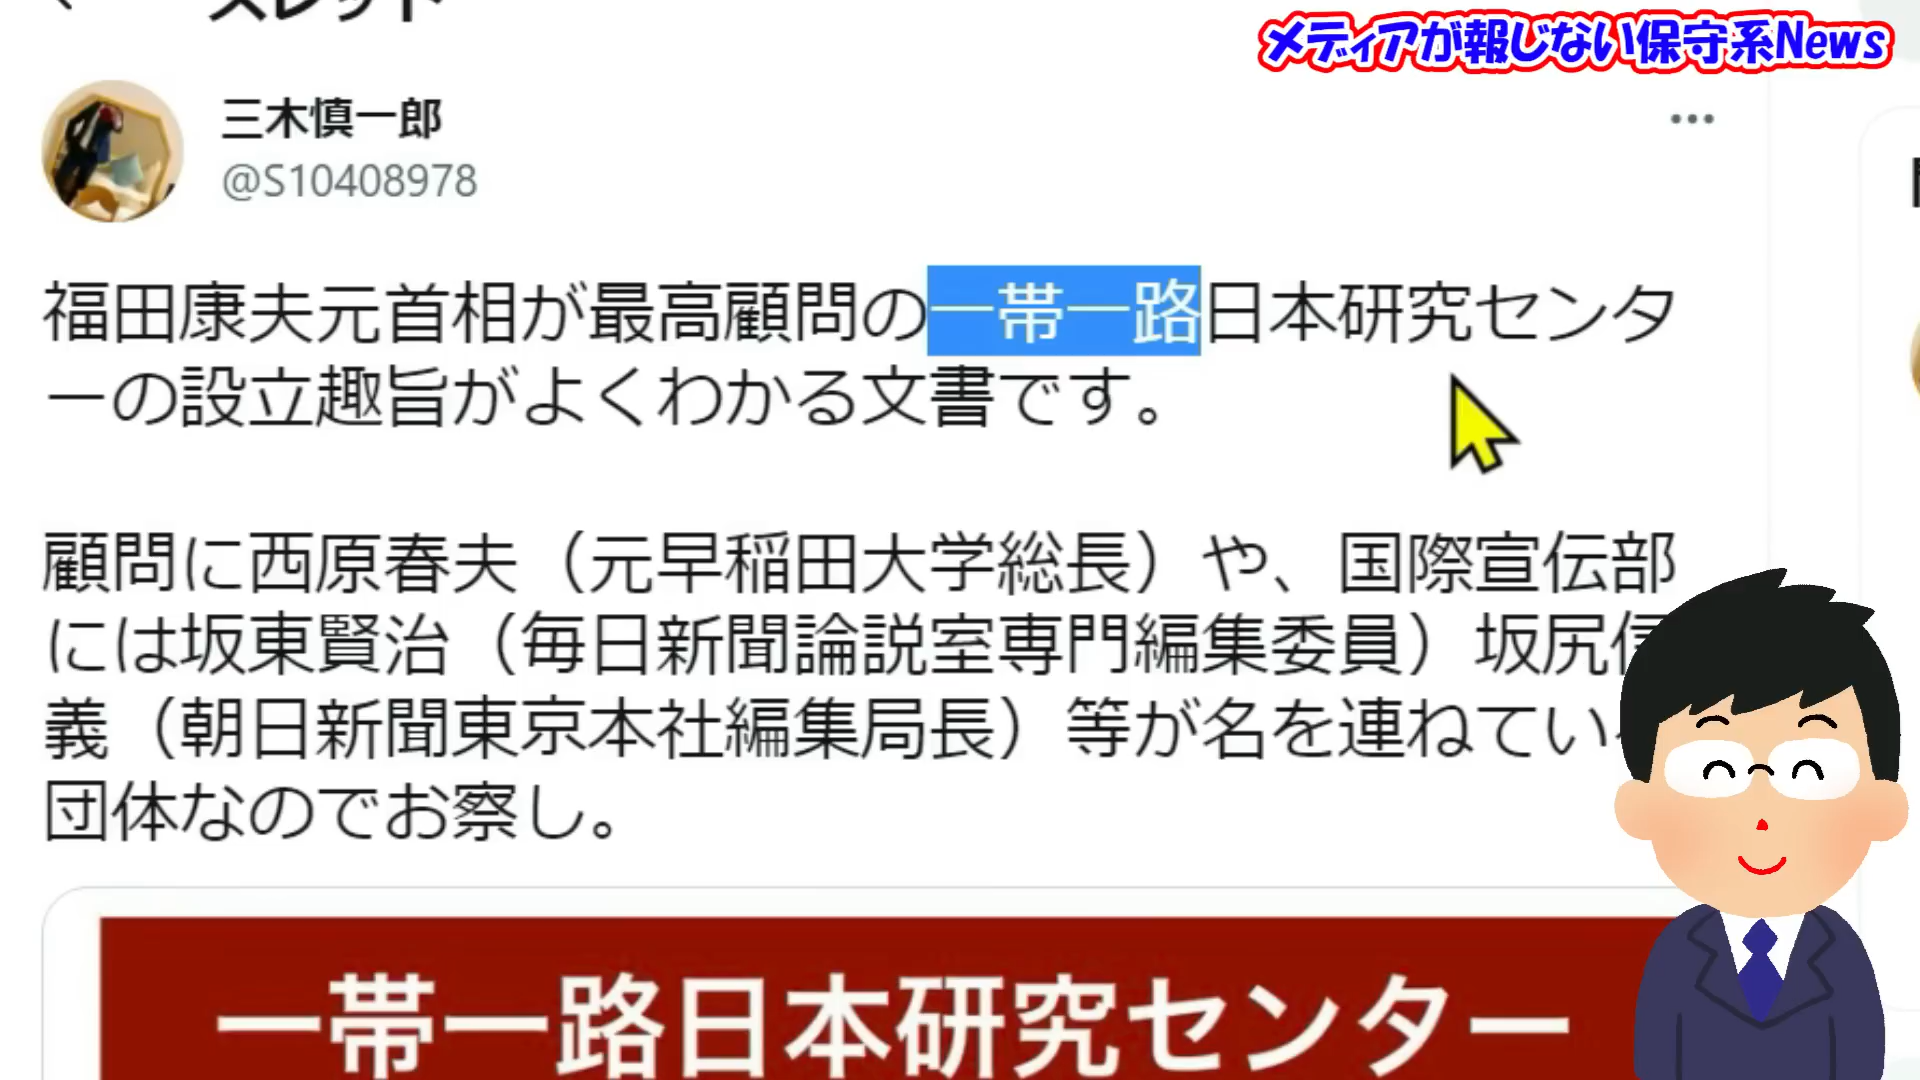 スレッド
メディアが報じない保守系News
三木慎一郎
@S10408978
福田康夫元首相が最高顧問の一帯一路日本研究センタ
ーの設立趣旨がよくわかる文書です。
顧問に西原春夫（元早稲田大学総長）や、国際宣伝部
には坂東賢治（毎日新聞論説室専門編集委員）坂尻信
義（朝日新聞東京本社編集局長）等が名を連ねている
団体なのでお察し。
一帯一路日本研究センター